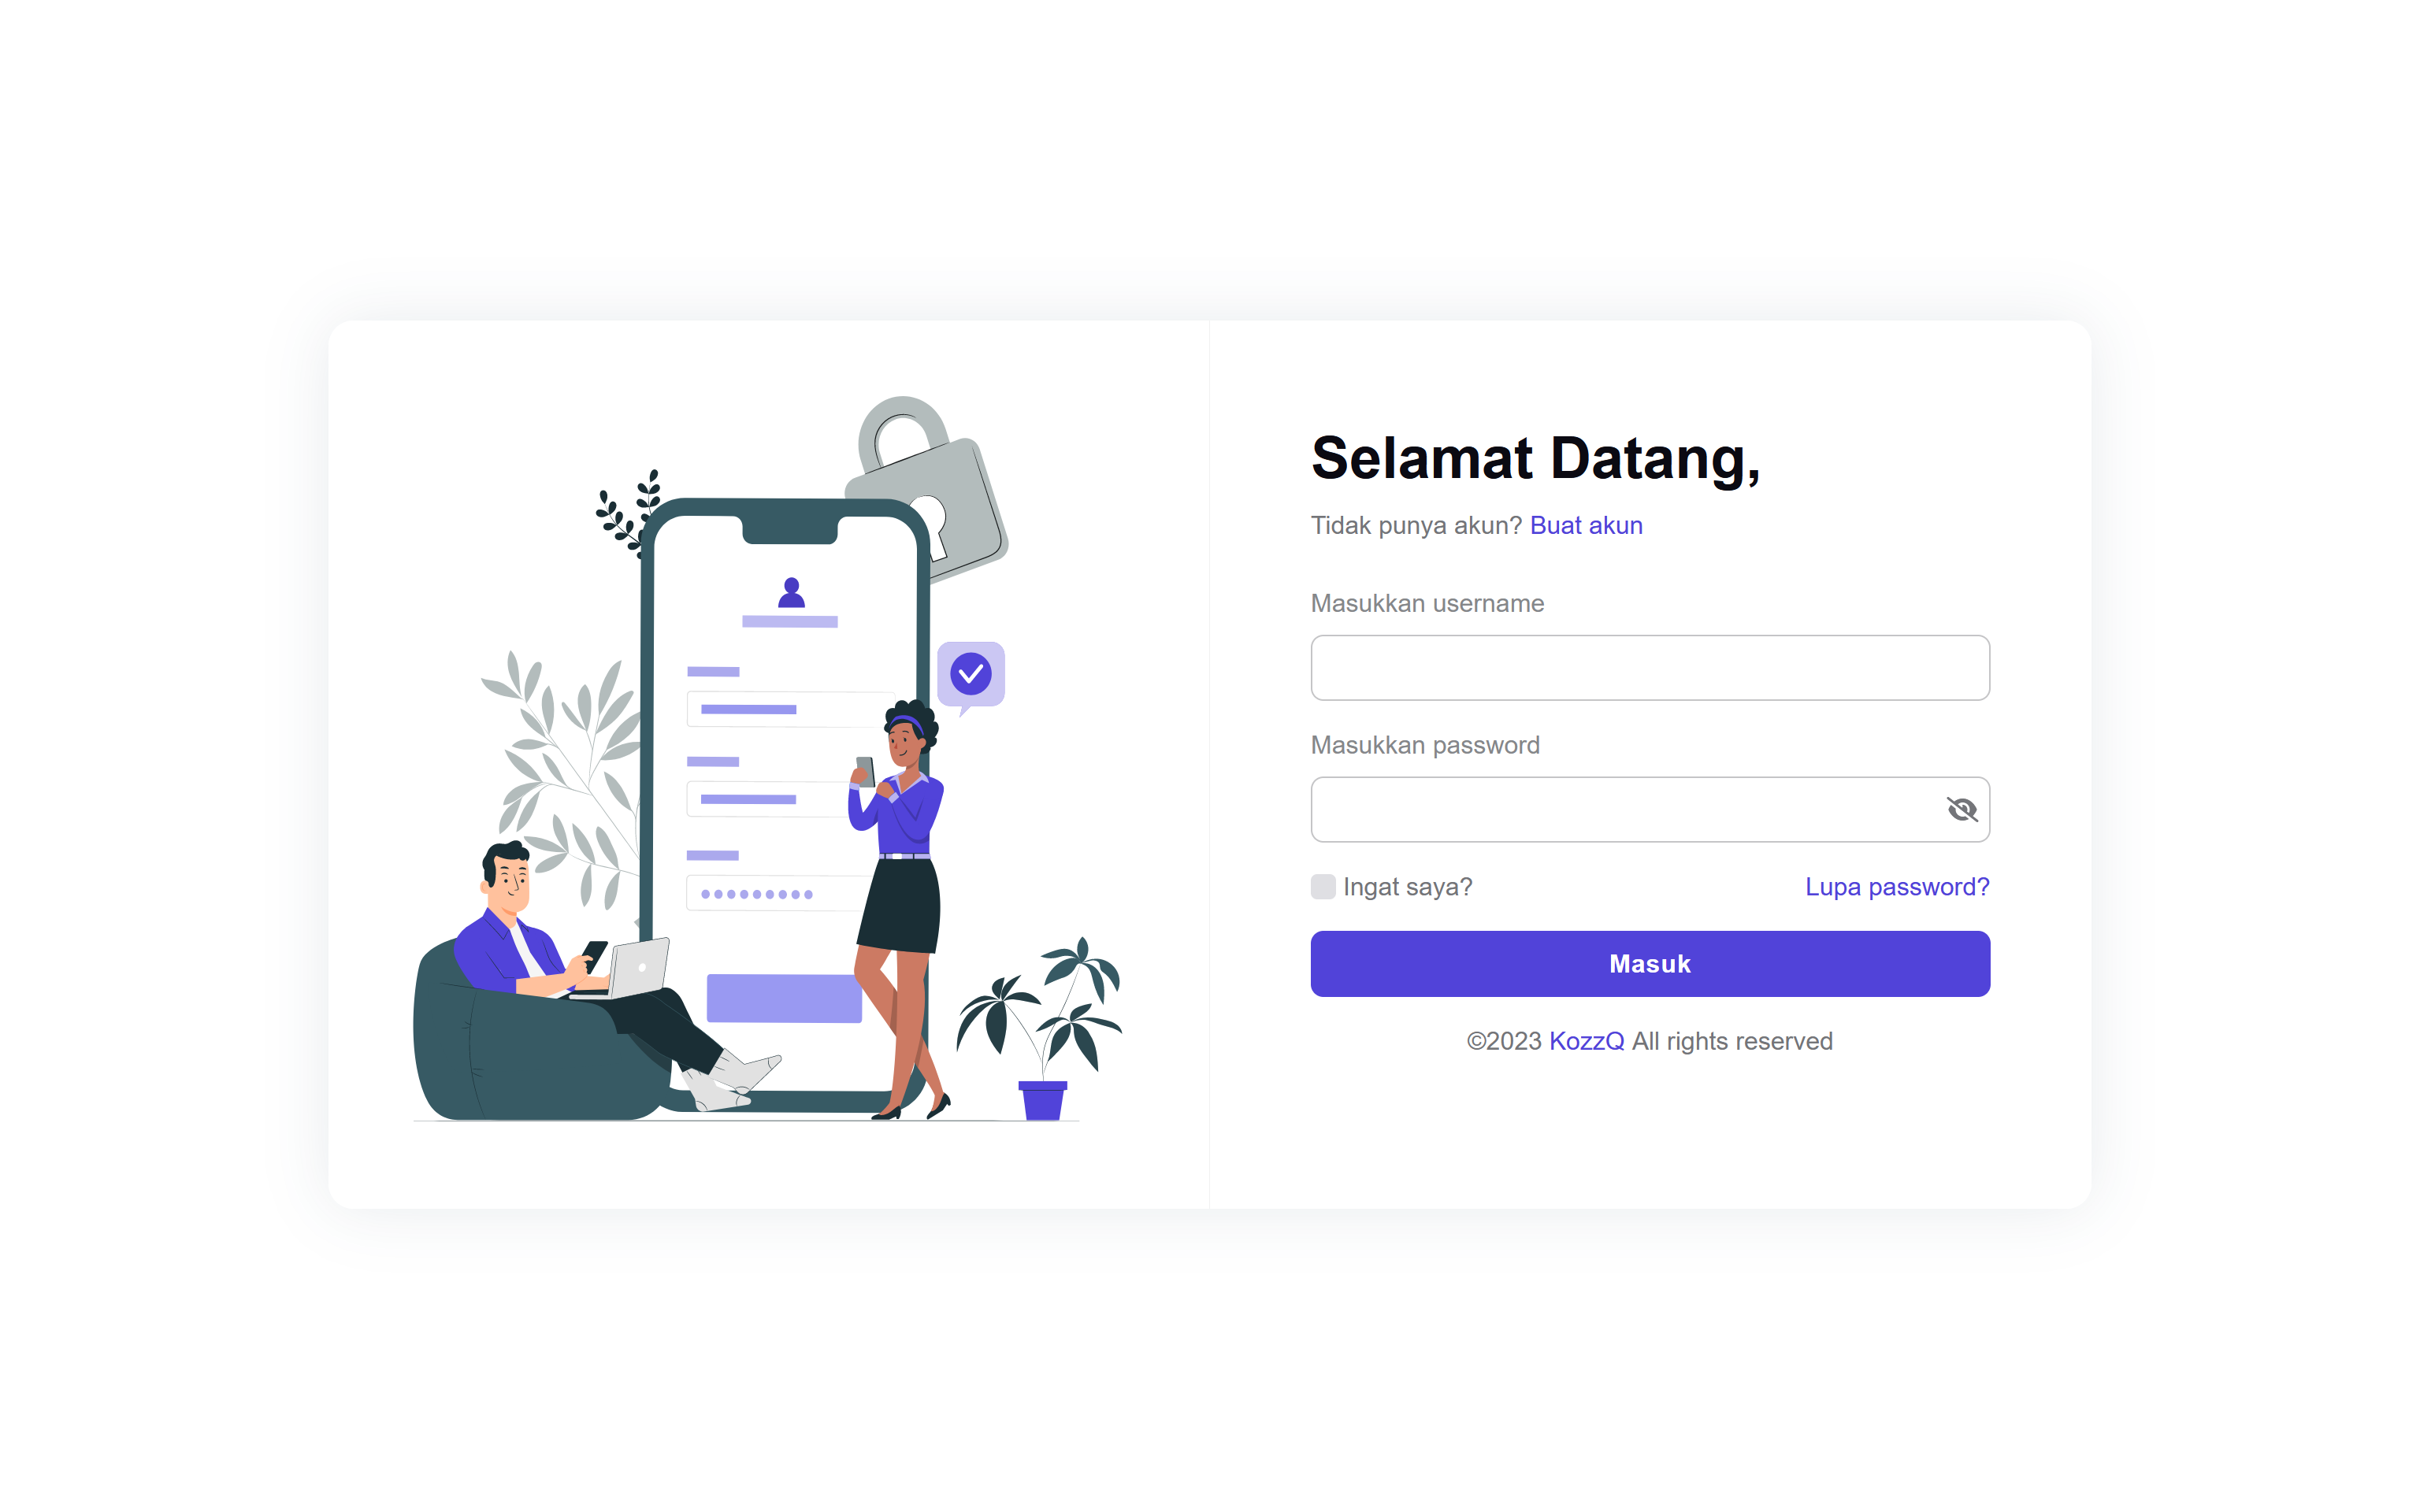 Selamat Datang,
Tidak punya akun? Buat akun
Masukkan username
Masukkan password
Ingat saya? Lupa password?
Masuk
©2023 KozzQ All rights reserved